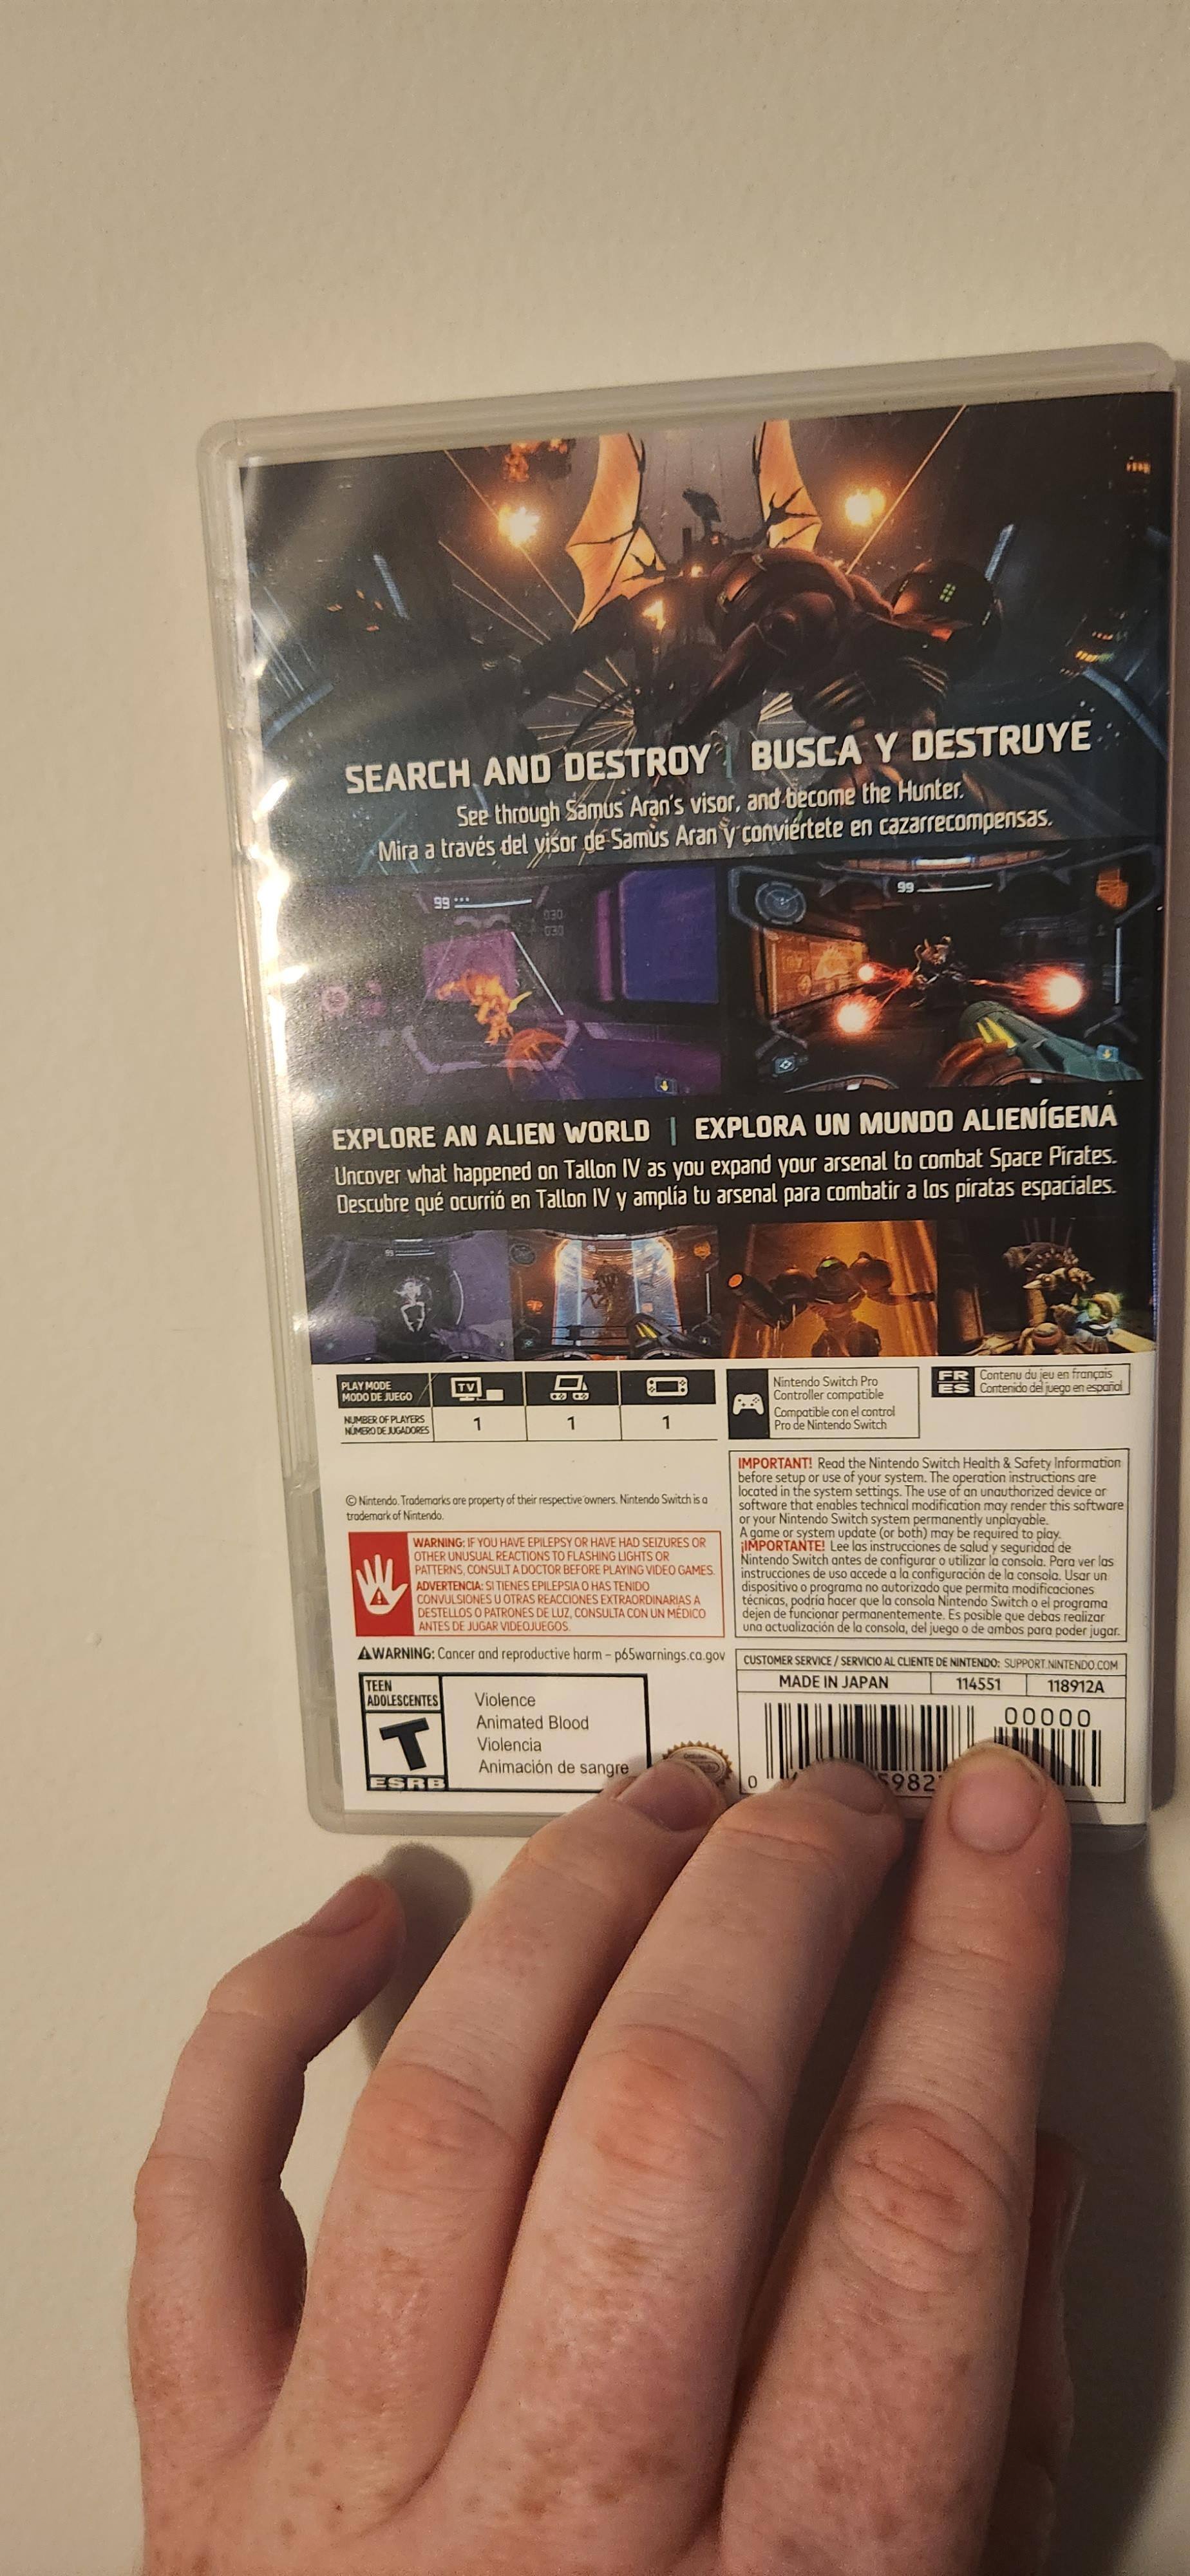 SEARCH AND DESTROY | BUSCA Y DESTRUYE
See through Samus Aran's visor, and become the Hunter.
Mira a través del visor de Samus Aran y conviértete en cazarrecompensas.
99
030
030
99
EXPLORE AN ALIEN WORLD | EXPLORA UN MUNDO ALIENÍGENA
Uncover what happened on Tallon IV as you expand your arsenal to combat Space Pirates.
Descubre qué ocurrió en Tallon IV y amplía tu arsenal para combatir a los piratas espaciales.
PLAY MODE
MODO DE JUEGO
TV
NUMBER OF PLAYERS
NÚMERO DE JUGADORES
1 1 1
Nintendo Switch Pro
Controller compatible
Compatible con el control
Pro de Nintendo Switch
FR Contenu du jeu en français
ES Contenido del juego en español
© Nintendo. Trademarks are property of their respective owners. Nintendo Switch is a
trademark of Nintendo.
WARNING: IF YOU HAVE EPILEPSY OR HAVE HAD SEIZURES OR
OTHER UNUSUAL REACTIONS TO FLASHING LIGHTS OR
PATTERNS, CONSULT A DOCTOR BEFORE PLAYING VIDEO GAMES.
ADVERTENCIA: SI TIENES EPILEPSIA O HAS TENIDO
CONVULSIONES U OTRAS REACCIONES EXTRAORDINARIAS A
DESTELLOS O PATRONES DE LUZ, CONSULTA CON UN MÉDICO
ANTES DE JUGAR VIDEOJUEGOS.
WARNING: Cancer and reproductive harm – p65warnings.ca.gov
IMPORTANT! Read the Nintendo Switch Health & Safety Information
before setup or use of your system. The operation instructions are
located in the system settings. The use of an unauthorized device or
software that enables technical modification may render this software
or your Nintendo Switch system permanently unplayable.
A game or system update (or both) may be required to play.
¡IMPORTANTE! Lee las instrucciones de salud y seguridad de
Nintendo Switch antes de configurar o utilizar la consola. Para ver las
instrucciones de uso accede a la configuración de la consola. Usar un
dispositivo o programa no autorizado que permita modificaciones
técnicas, podría hacer que la consola Nintendo Switch o el programa
dejen de funcionar permanentemente. Es posible que debas realizar
una actualización de la consola, del juego o de ambos para poder jugar.
CUSTOMER SERVICE / SERVICIO AL CLIENTE DE NINTENDO: SUPPORT.NINTENDO.COM
MADE IN JAPAN 114551 118912A
TEEN
ADOLESCENTES
T
ESRB
Violence
Animated Blood
Violencia
Animación de sangre
00000
0
5982